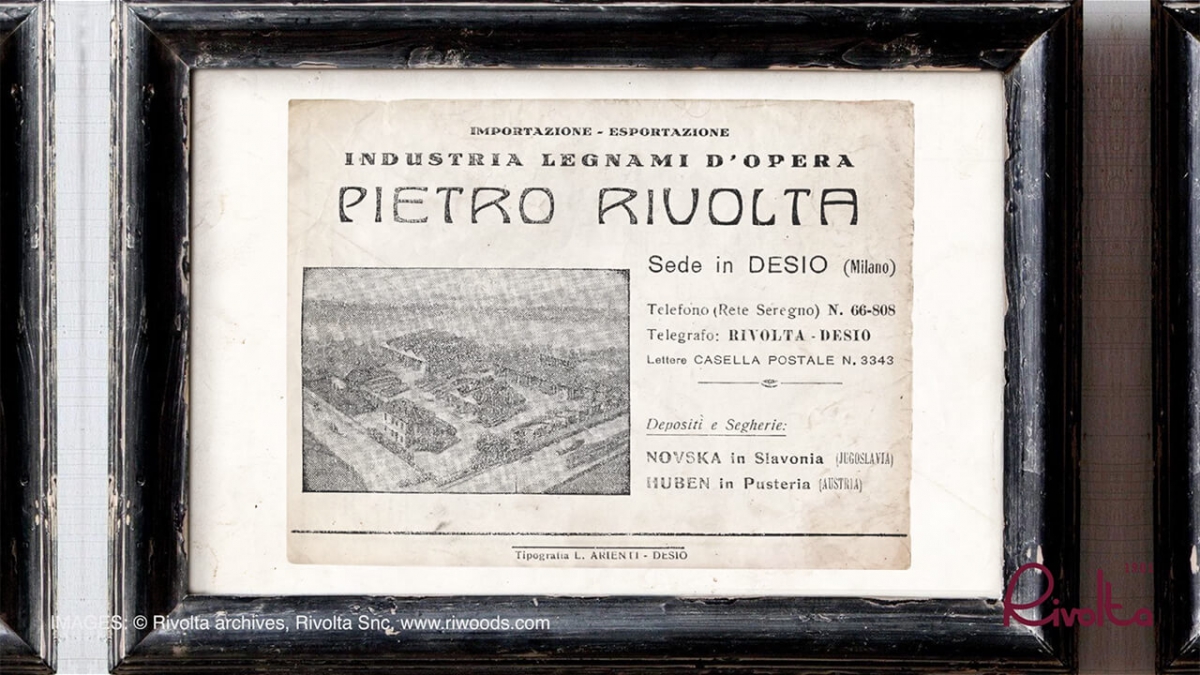 IMPORTAZIONE - ESPORTAZIONE
INDUSTRIA LEGNAMI D'OPERA
PIETRO RIVOLTA
Sede in DESIO (Milano)
Telefono (Rete Seregno) N. 66-808
Telegrafo: RIVOLTA - DESIO
Lettere CASELLA POSTALE N. 3343
Depositi e Segherie:
NOVSKA in Slavonia (JUGOSLAVIA)
HUBEN in Pusteria (AUSTRIA)
Tipografia L. ARIENTI - DESIO
IMAGES: © Rivolta archives, Rivolta Snc, www.riwoods.com
Rivolta